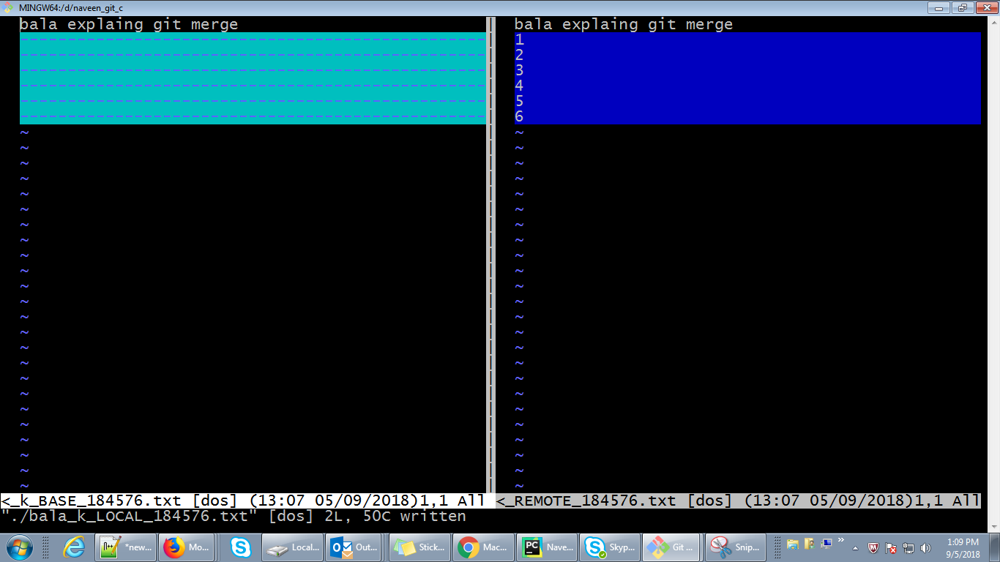 MINGW64:/d/naveen_git_c
bala explaing git merge
bala explaing git merge
1
2
3
4
5
6
<_k_BASE_184576.txt [dos] (13:07 05/09/2018)1,1 All
<_REMOTE_184576.txt [dos] (13:07 05/09/2018)1,1 All
"./bala_k_LOCAL_184576.txt" [dos] 2L, 50C written
*new...
Mo...
Local...
Out...
Stick...
Mac...
Nave...
Skyp...
Git ...
Snip...
1:09 PM
9/5/2018